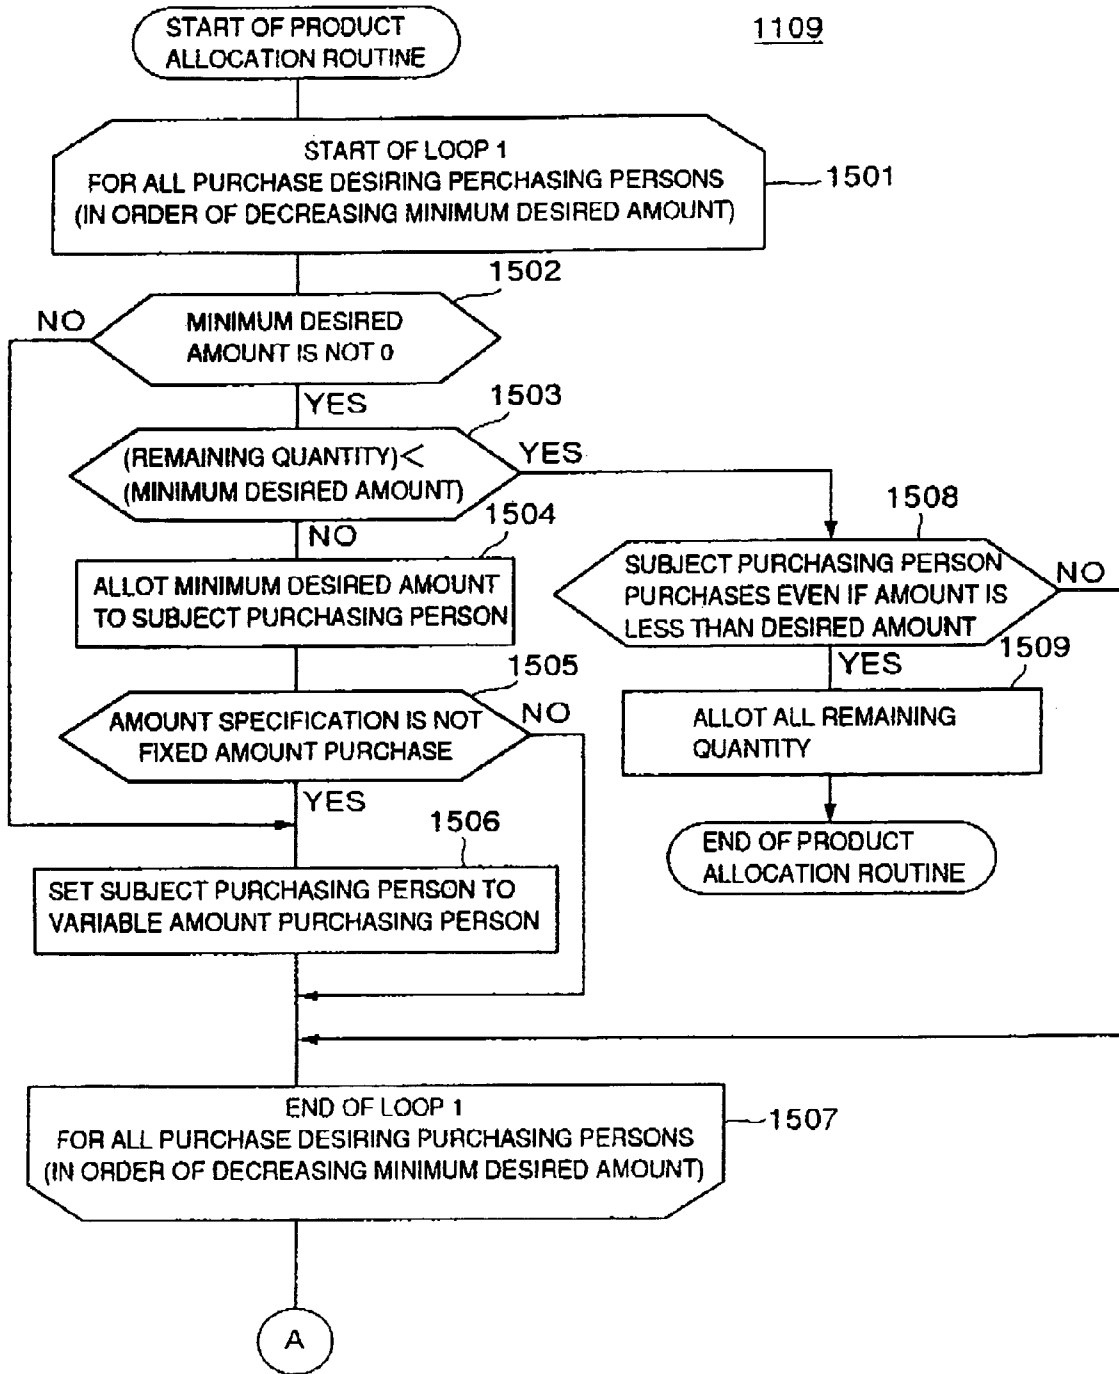 START OF PRODUCT
ALLOCATION ROUTINE
1109
START OF LOOP 1
FOR ALL PURCHASE DESIRING PERCHASING PERSONS
(IN ORDER OF DECREASING MINIMUM DESIRED AMOUNT)
1501
1502
NO
MINIMUM DESIRED
AMOUNT IS NOT 0
YES
1503
(REMAINING QUANTITY)<
(MINIMUM DESIRED AMOUNT)
YES
NO
1504
ALLOT MINIMUM DESIRED AMOUNT
TO SUBJECT PURCHASING PERSON
1508
SUBJECT PURCHASING PERSON
PURCHASES EVEN IF AMOUNT IS
LESS THAN DESIRED AMOUNT
NO
YES
1505
AMOUNT SPECIFICATION IS NOT
FIXED AMOUNT PURCHASE
NO
YES
1509
ALLOT ALL REMAINING
QUANTITY
1506
SET SUBJECT PURCHASING PERSON TO
VARIABLE AMOUNT PURCHASING PERSON
END OF PRODUCT
ALLOCATION ROUTINE
END OF LOOP 1
FOR ALL PURCHASE DESIRING PURCHASING PERSONS
(IN ORDER OF DECREASING MINIMUM DESIRED AMOUNT)
1507
A